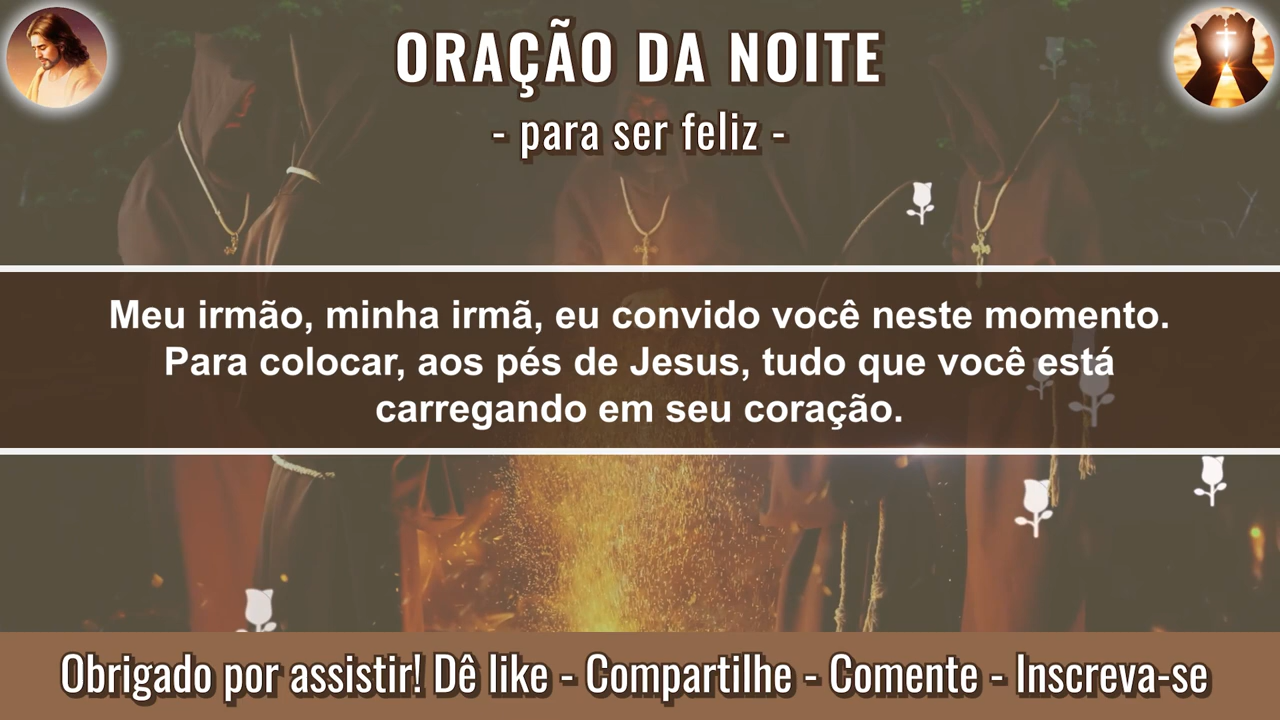 ORAÇÃO DA NOITE
- para ser feliz -
Meu irmão, minha irmã, eu convido você neste momento.
Para colocar, aos pés de Jesus, tudo que você está
carregando em seu coração.
Obrigado por assistir! Dê like - Compartilhe - Comente - Inscreva-se